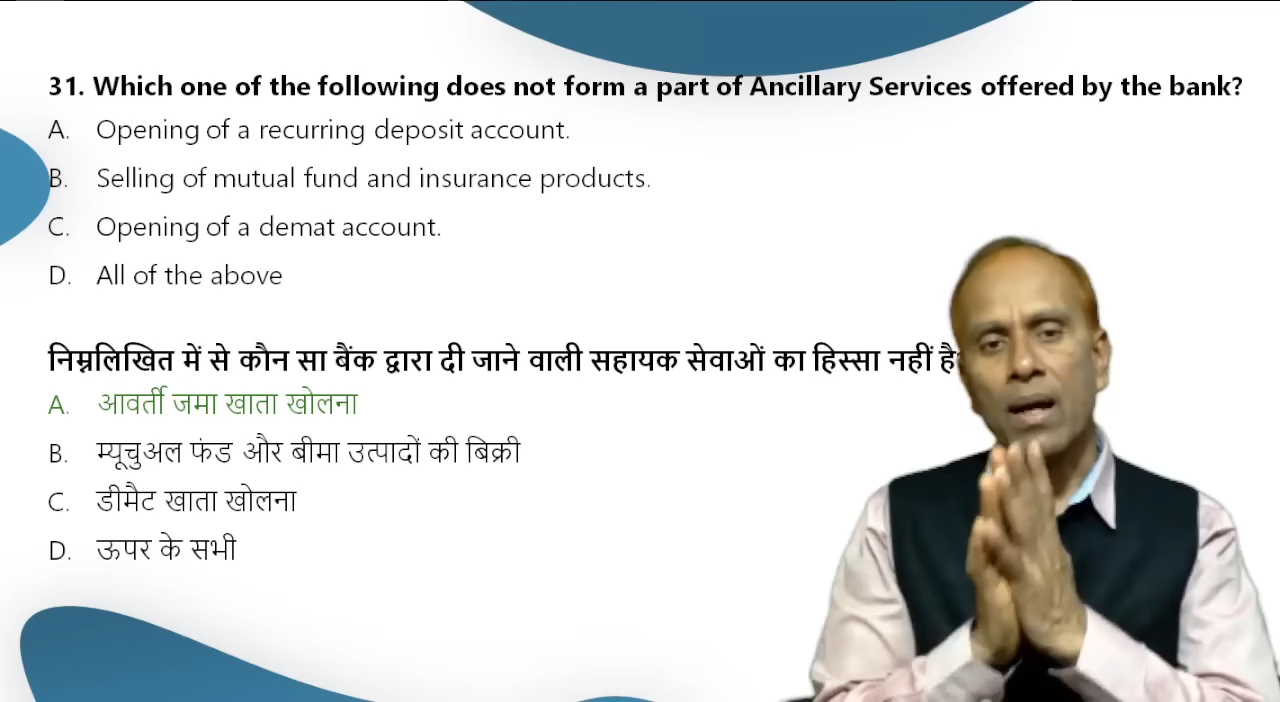 31. Which one of the following does not form a part of Ancillary Services offered by the bank?
A. Opening of a recurring deposit account.
B. Selling of mutual fund and insurance products.
C. Opening of a demat account.
D. All of the above
निम्नलिखित में से कौन सा बैंक द्वारा दी जाने वाली सहायक सेवाओं का हिस्सा नहीं है
A. आवर्ती जमा खाता खोलना
B. म्यूचुअल फंड और बीमा उत्पादों की बिक्री
C. डीमैट खाता खोलना
D. ऊपर के सभी